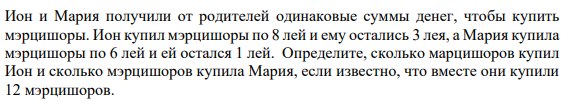 Ион и Мария получили от родителей одинаковые суммы денег, чтобы купить
мэрцишоры. Ион купил мэрцишоры по 8 лей и ему остались 3 лея, а Мария купила
мэрцишоры по 6 лей и ей остался 1 лей. Определите, сколько марцишоров купил
Ион и сколько мэрцишоров купила Мария, если известно, что вместе они купили
12 мэрцишоров.